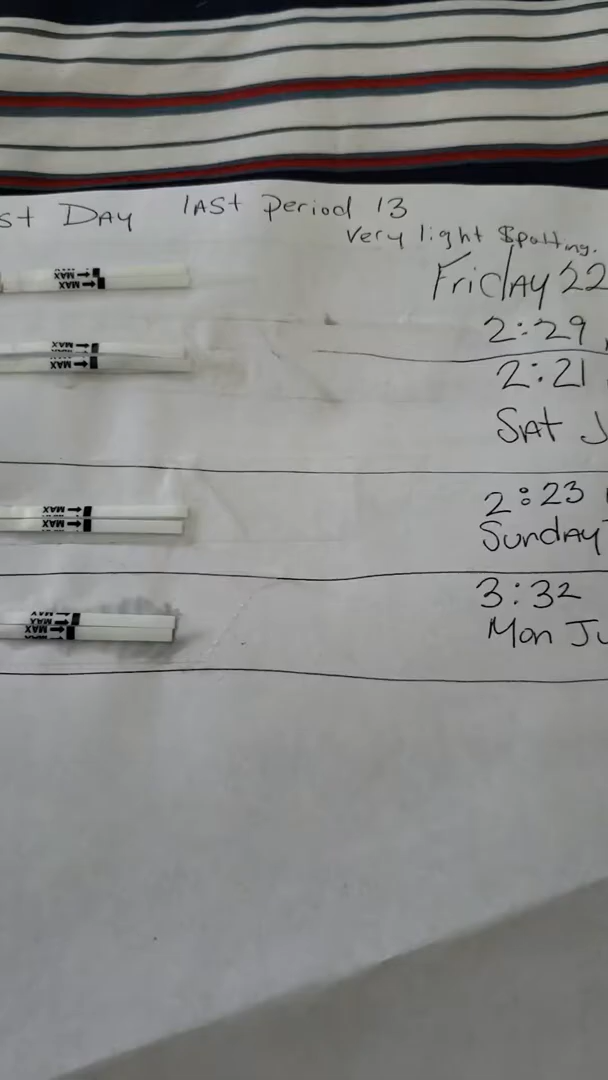 st Day last period 13
very light Spotting.
Friday 22
MAX
MAX
2:29
MAX
MAX
2:21
Sat J
MAX
MAX
2:23
Sunday
3:32
MAX
MAX
MAX
Mon Ju